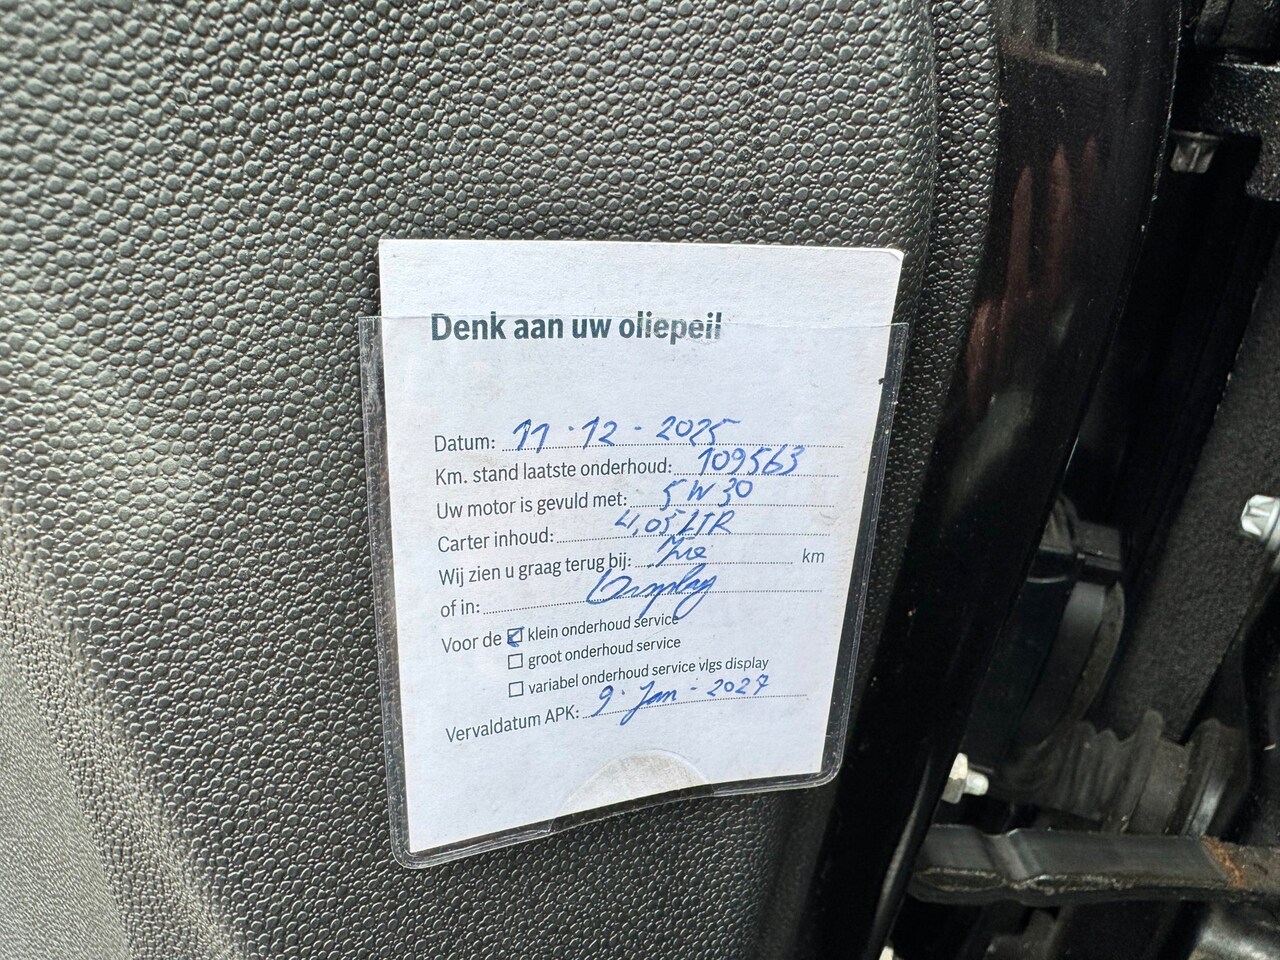 Denk aan uw oliepeil
Datum: 11 - 12 - 2025
Km. stand laatste onderhoud: 109563
Uw motor is gevuld met: 5W30
Carter inhoud: 4,05 LTR
Wij zien u graag terug bij: Zie km
of in: Display
Voor de klein onderhoud service
groot onderhoud service
variabel onderhoud service vlgs display
Vervaldatum APK: 9 - Jan - 2027